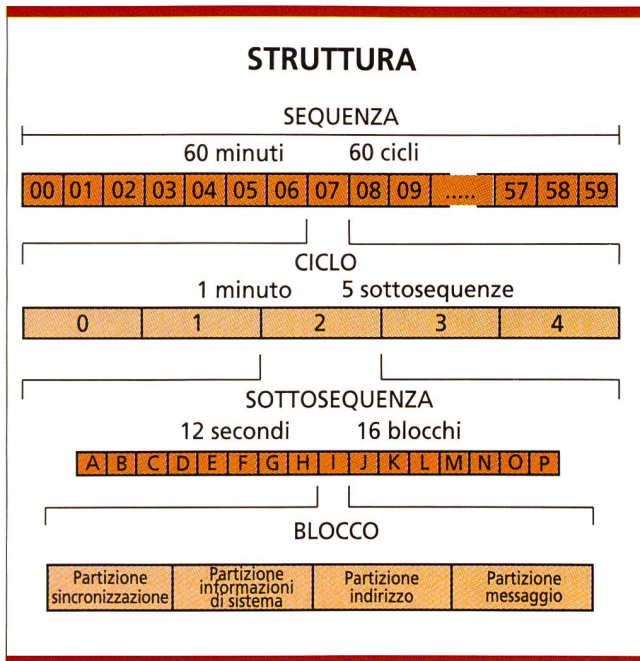 STRUTTURA
SEQUENZA
60 minuti 60 cicli
00 01 02 03 04 05 06 07 08 09 ..... 57 58 59
CICLO
1 minuto 5 sottosequenze
0 1 2 3 4
SOTTOSEQUENZA
12 secondi 16 blocchi
A B C D E F G H I J K L M N O P
BLOCCO
Partizione
sincronizzazione
Partizione
informazioni
di sistema
Partizione
indirizzo
Partizione
messaggio